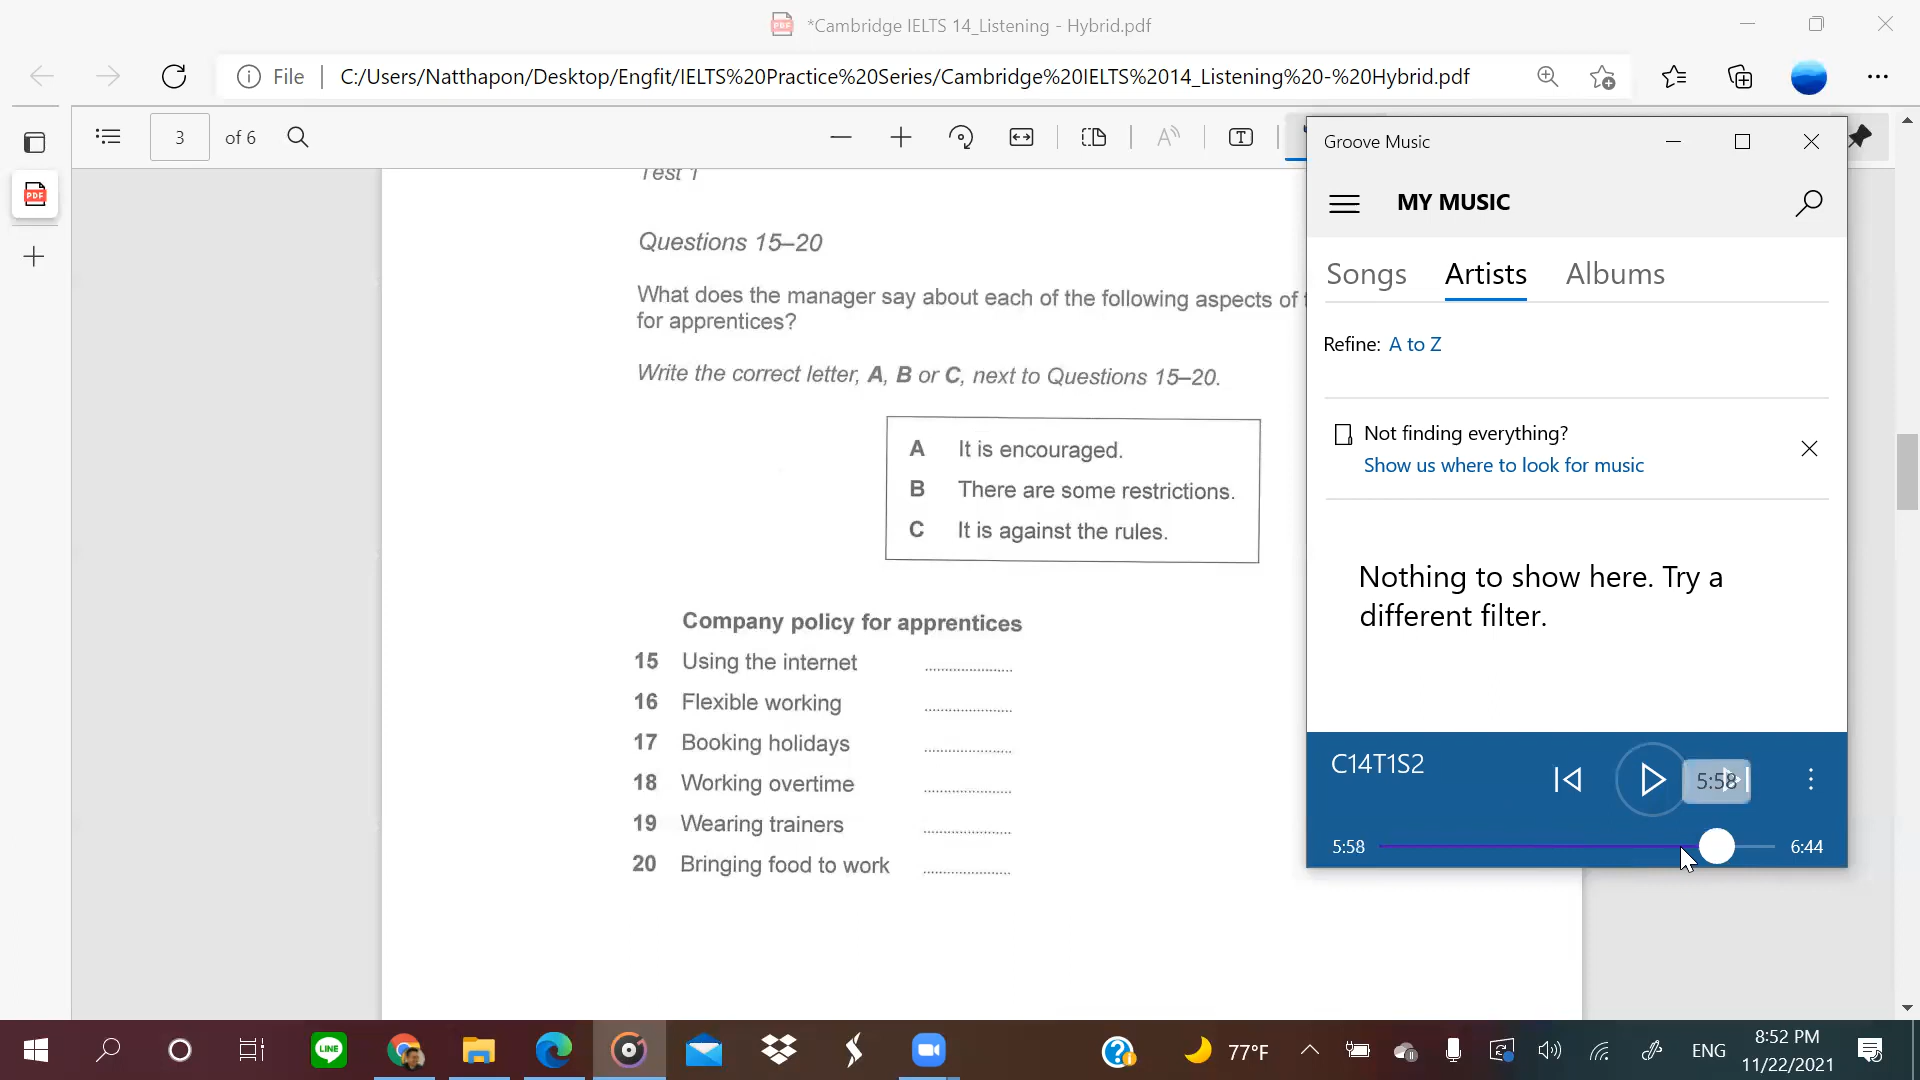 *Cambridge IELTS 14_Listening - Hybrid.pdf
File
C:/Users/Natthapon/Desktop/Engfit/IELTS%20Practice%20Series/Cambridge%20IELTS%2014_Listening%20-%20Hybrid.pdf
3 of 6
Test 1
Questions 15–20
What does the manager say about each of the following aspects of
for apprentices?
Write the correct letter, A, B or C, next to Questions 15–20.
A It is encouraged.
B There are some restrictions.
C It is against the rules.
Company policy for apprentices
15 Using the internet ....................
16 Flexible working ....................
17 Booking holidays ....................
18 Working overtime ....................
19 Wearing trainers ....................
20 Bringing food to work ....................
Groove Music
MY MUSIC
Songs Artists Albums
Refine: A to Z
Not finding everything?
Show us where to look for music
Nothing to show here. Try a
different filter.
C14T1S2
5:58
5:58 6:44
LINE
77°F
ENG
8:52 PM
11/22/2021